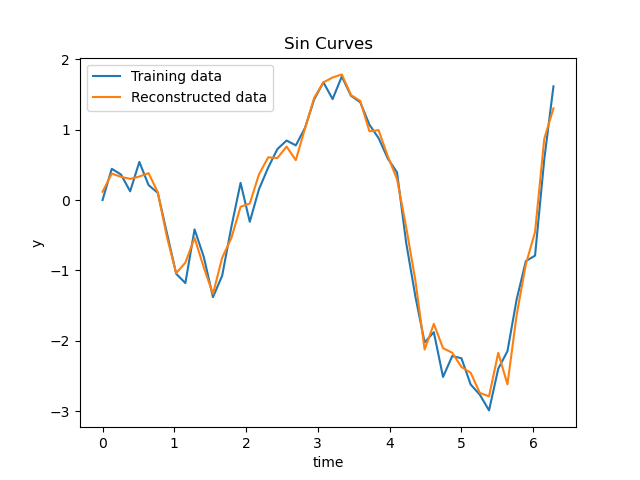 Sin Curves
Training data
Reconstructed data
2
1
0
−1
−2
−3
y
0 1 2 3 4 5 6
time